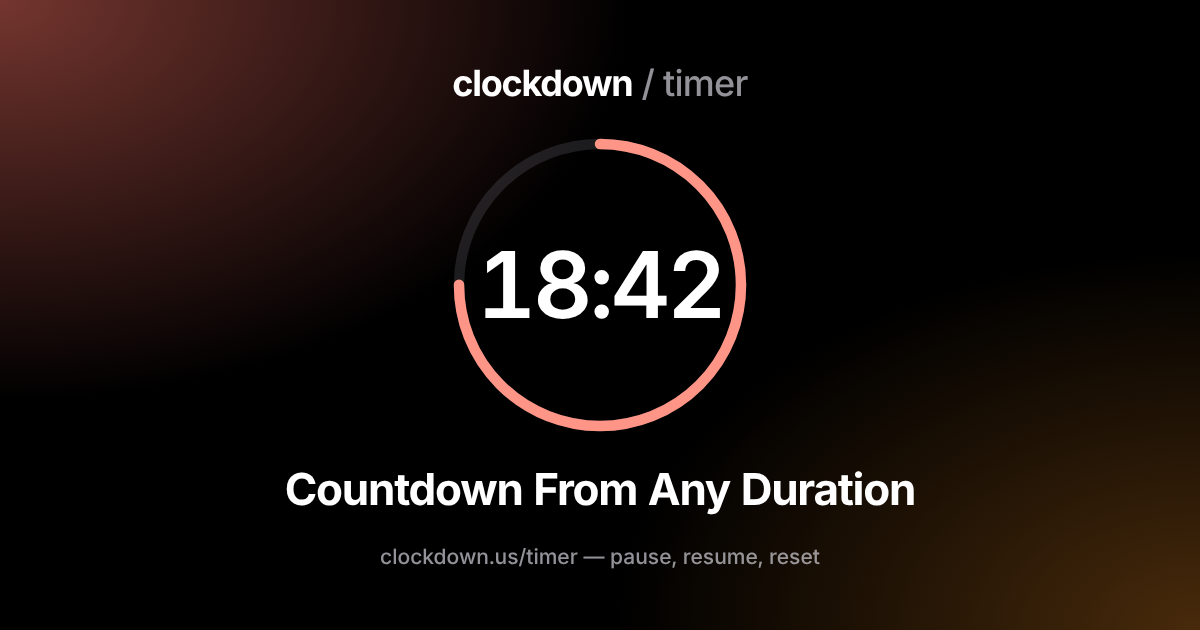 clockdown / timer
18:42
Countdown From Any Duration
clockdown.us/timer — pause, resume, reset